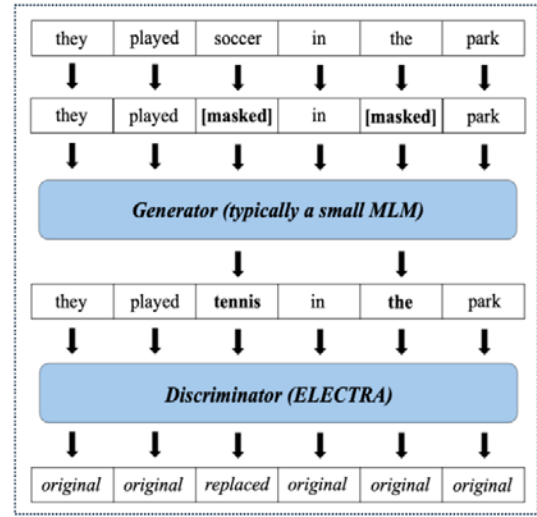 they played soccer in the park
they played [masked] in [masked] park
Generator (typically a small MLM)
they played tennis in the park
Discriminator (ELECTRA)
original original replaced original original original